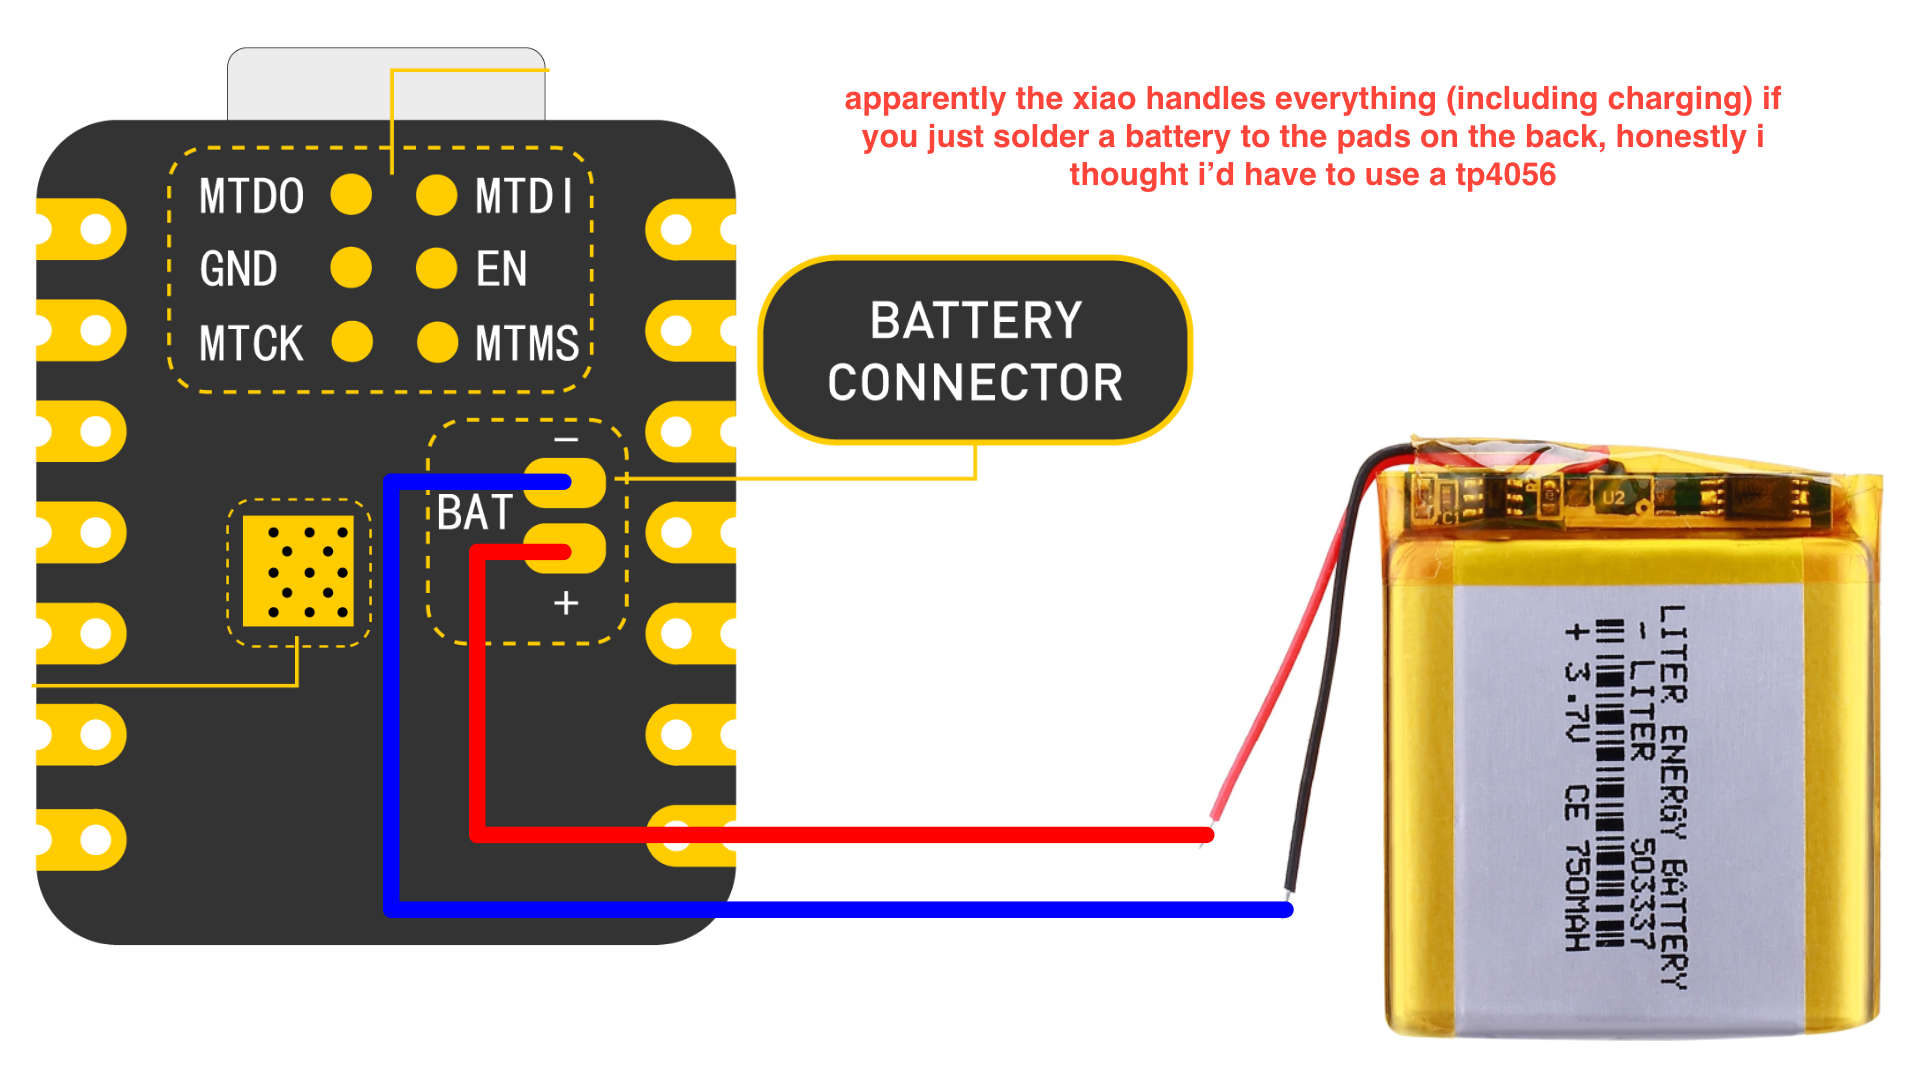 apparently the xiao handles everything (including charging) if
you just solder a battery to the pads on the back, honestly i
thought i’d have to use a tp4056
MTDO MTDI
GND EN
MTCK MTMS
BATTERY
CONNECTOR
−
BAT
+
C1
U2
LITER ENERGY BATTERY
- LITER 503337
+ 3.7V CE 750MAH